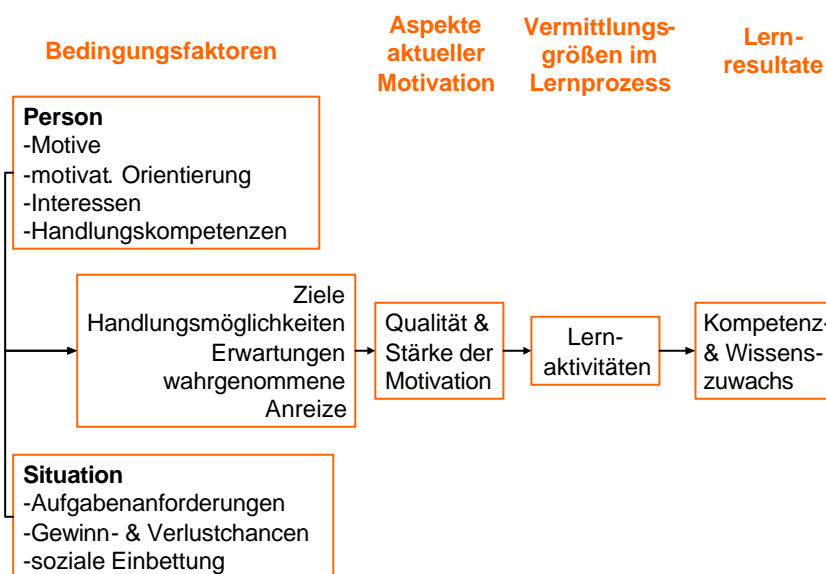 Bedingungsfaktoren
Aspekte
aktueller
Motivation
Vermittlungs-
größen im
Lernprozess
Lern-
resultate
Person
-Motive
-motivat. Orientierung
-Interessen
-Handlungskompetenzen
Ziele
Handlungsmöglichkeiten
Erwartungen
wahrgenommene
Anreize
Qualität &
Stärke der
Motivation
Lern-
aktivitäten
Kompetenz-
& Wissens-
zuwachs
Situation
-Aufgabenanforderungen
-Gewinn- & Verlustchancen
-soziale Einbettung